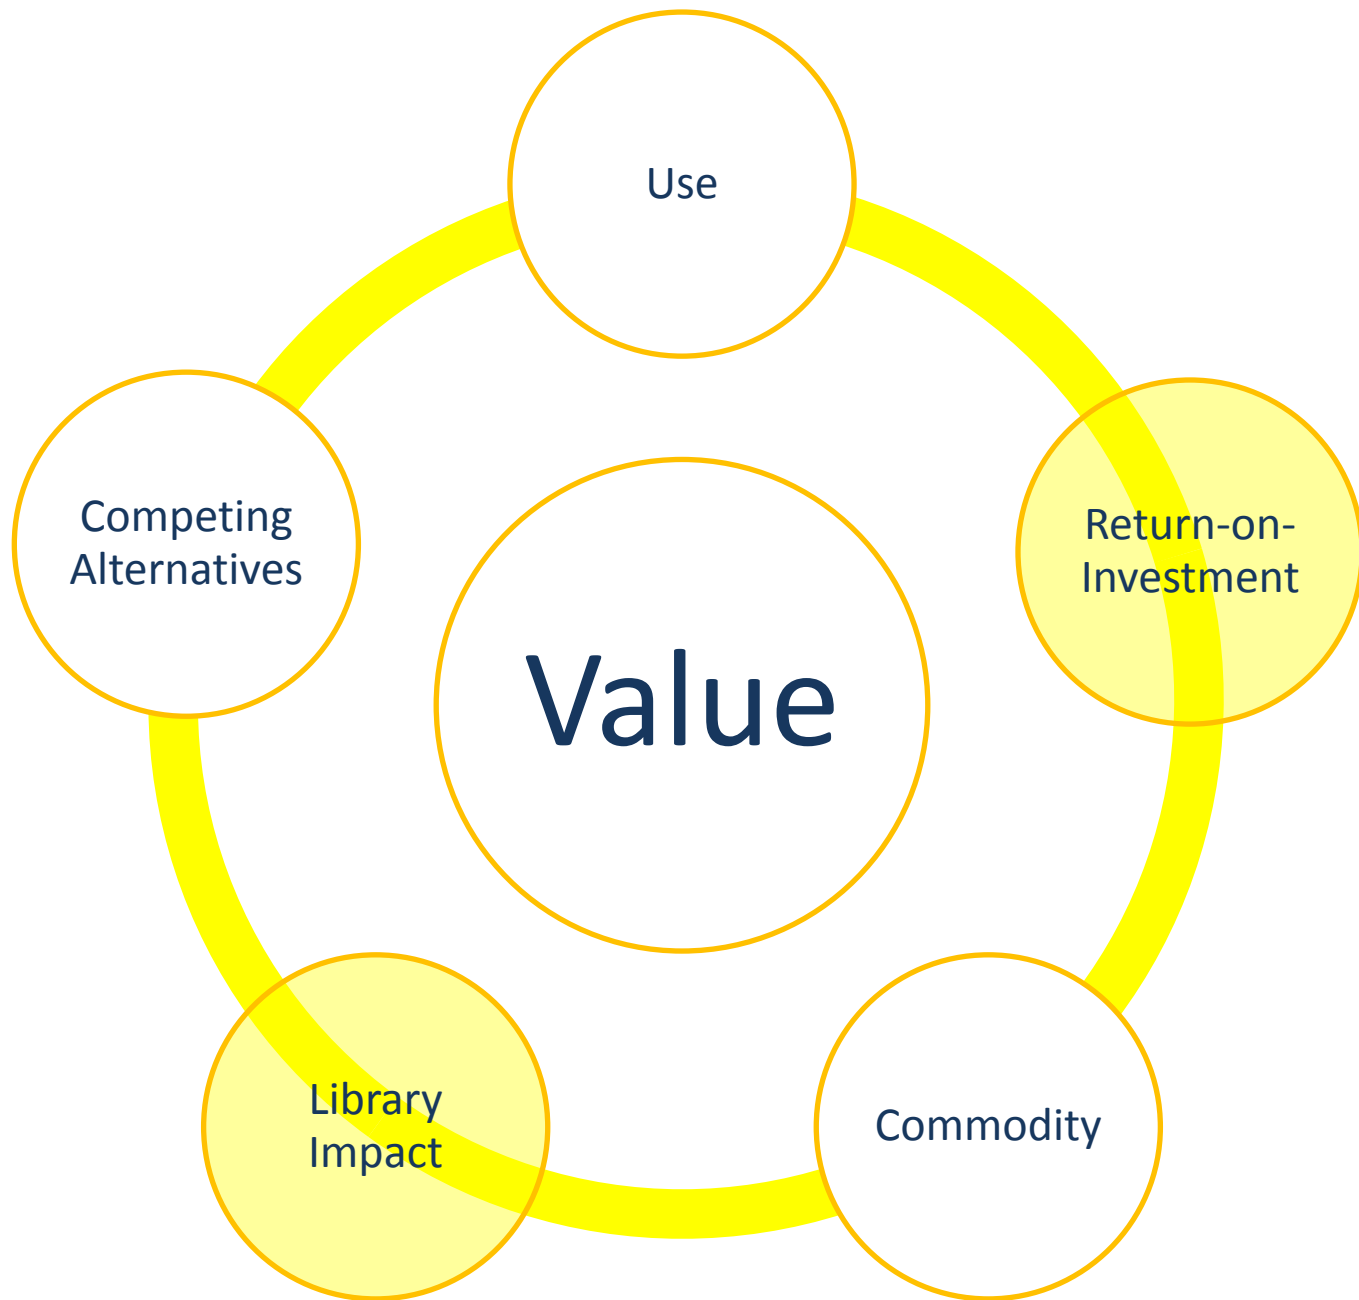 Use
Competing
Alternatives
Return-on-
Investment
Value
Library
Impact
Commodity